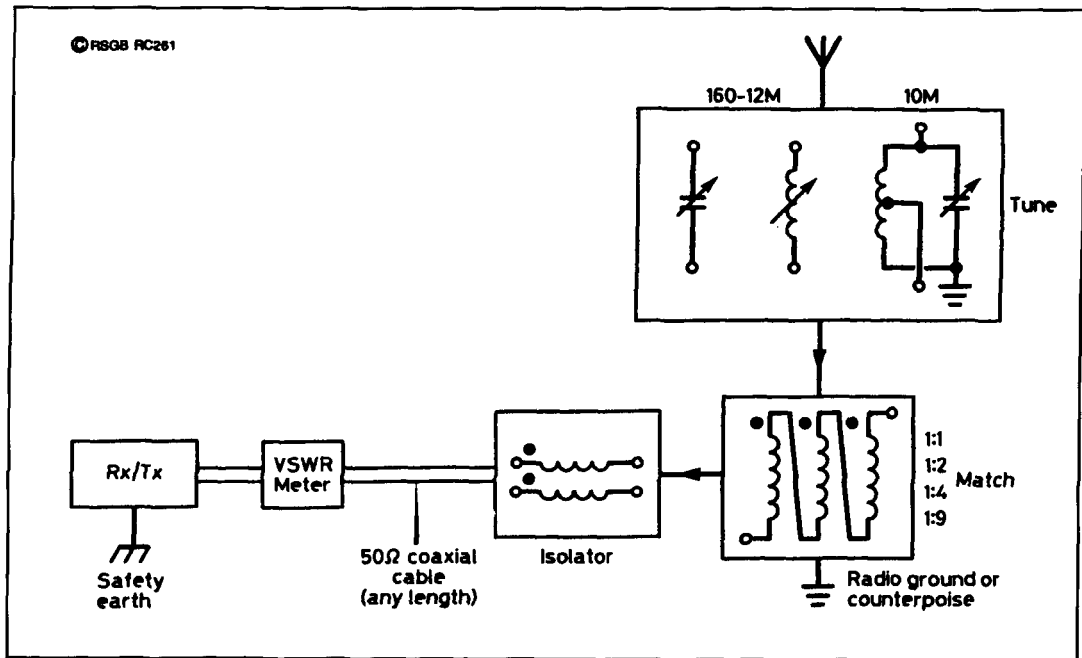 © RSGB RC261
160-12M
10M
Tune
1:1
1:2
1:4
1:9
Match
Rx/Tx
VSWR
Meter
Isolator
Safety
earth
50Ω coaxial
cable
(any length)
Radio ground or
counterpoise